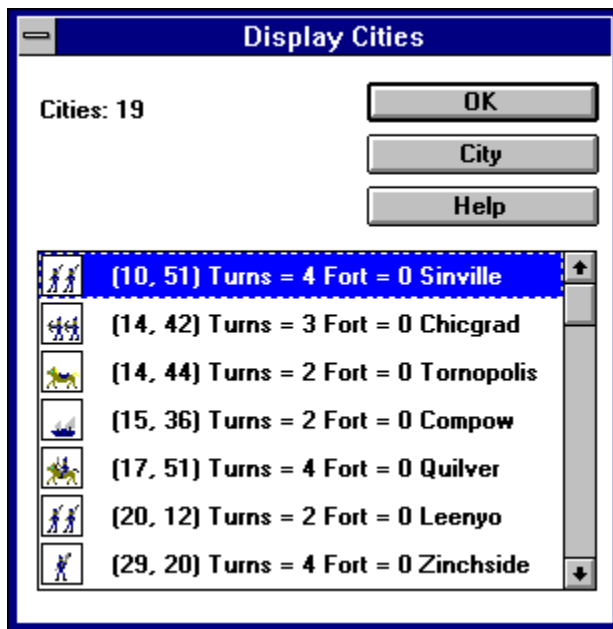 Display Cities
Cities: 19
OK
City
Help
(10, 51) Turns = 4 Fort = 0 Sinville
(14, 42) Turns = 3 Fort = 0 Chicgrad
(14, 44) Turns = 2 Fort = 0 Tornopolis
(15, 36) Turns = 2 Fort = 0 Compow
(17, 51) Turns = 4 Fort = 0 Quilver
(20, 12) Turns = 2 Fort = 0 Leenyo
(29, 20) Turns = 4 Fort = 0 Zinchside